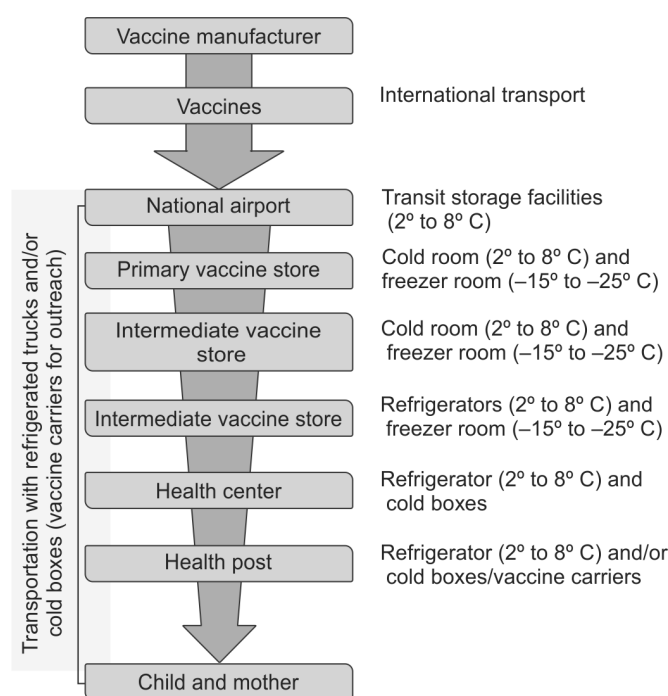 Vaccine manufacturer
Vaccines
International transport
National airport
Transit storage facilities
(2º to 8º C)
Primary vaccine store
Cold room (2º to 8º C) and
freezer room (–15º to –25º C)
Intermediate vaccine
store
Cold room (2º to 8º C) and
freezer room (–15º to –25º C)
Intermediate vaccine store
Refrigerators (2º to 8º C) and
freezer room (–15º to –25º C)
Health center
Refrigerator (2º to 8º C) and
cold boxes
Health post
Refrigerator (2º to 8º C) and/or
cold boxes/vaccine carriers
Child and mother
Transportation with refrigerated trucks and/or
cold boxes (vaccine carriers for outreach)